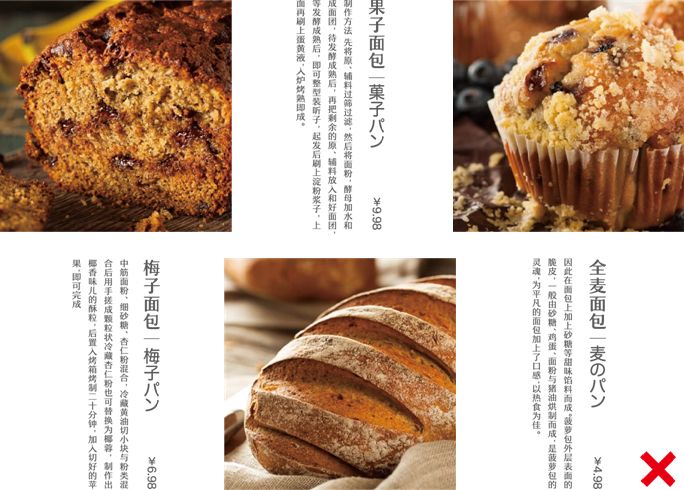 果子面包｜菓子パン
￥9.98
制作方法 先将原、辅料过筛过滤，然后将面粉，酵母加水和
成面团，待发酵成熟后，再把剩余的原、辅料放入和好面团，
等发酵成熟后，即可整型装听子，起发后刷上淀粉浆子，上
面再刷上蛋黄液，入炉烤熟即成。
全麦面包｜麦のパン
￥4.98
因此在面包上加上砂糖等甜味馅料而成。菠萝包外层表面的
脆皮，一般由砂糖、鸡蛋、面粉与猪油烘制而成，是菠萝包的
灵魂，为平凡的面包加上了口感，以热食为佳。
梅子面包｜梅子パン
￥6.98
中筋面粉、细砂糖、杏仁粉混合，冷藏黄油切小块与粉类混
合后用手搓成颗粒状冷藏杏仁粉也可替换为椰蓉，制作出
椰香味儿的酥粒；后置入烤箱烤制二十分钟，加入切好的苹
果，即可完成